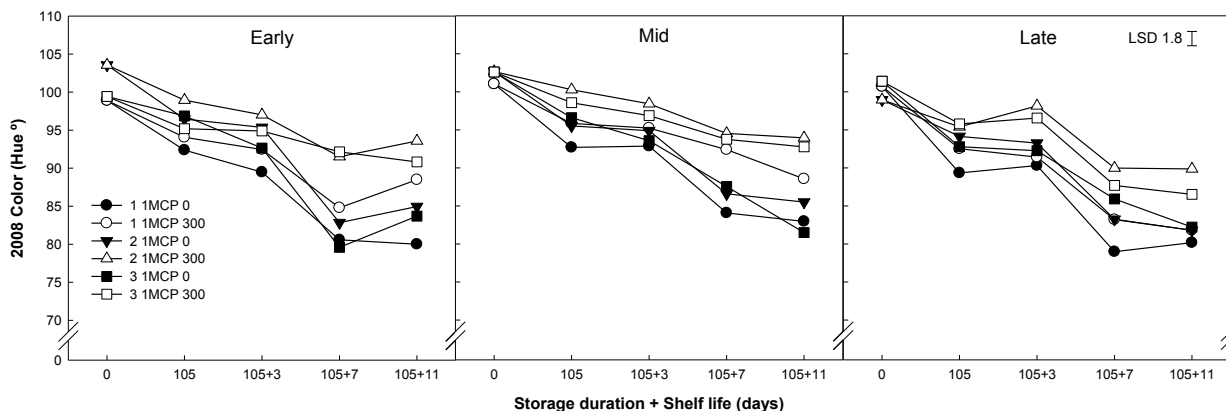 Early
Mid
Late
LSD 1.8
2008 Color (Hue º)
110
105
100
95
90
85
80
75
70
0
1 1MCP 0
1 1MCP 300
2 1MCP 0
2 1MCP 300
3 1MCP 0
3 1MCP 300
0 105 105+3 105+7 105+11
0 105 105+3 105+7 105+11
0 105 105+3 105+7 105+11
Storage duration + Shelf life (days)